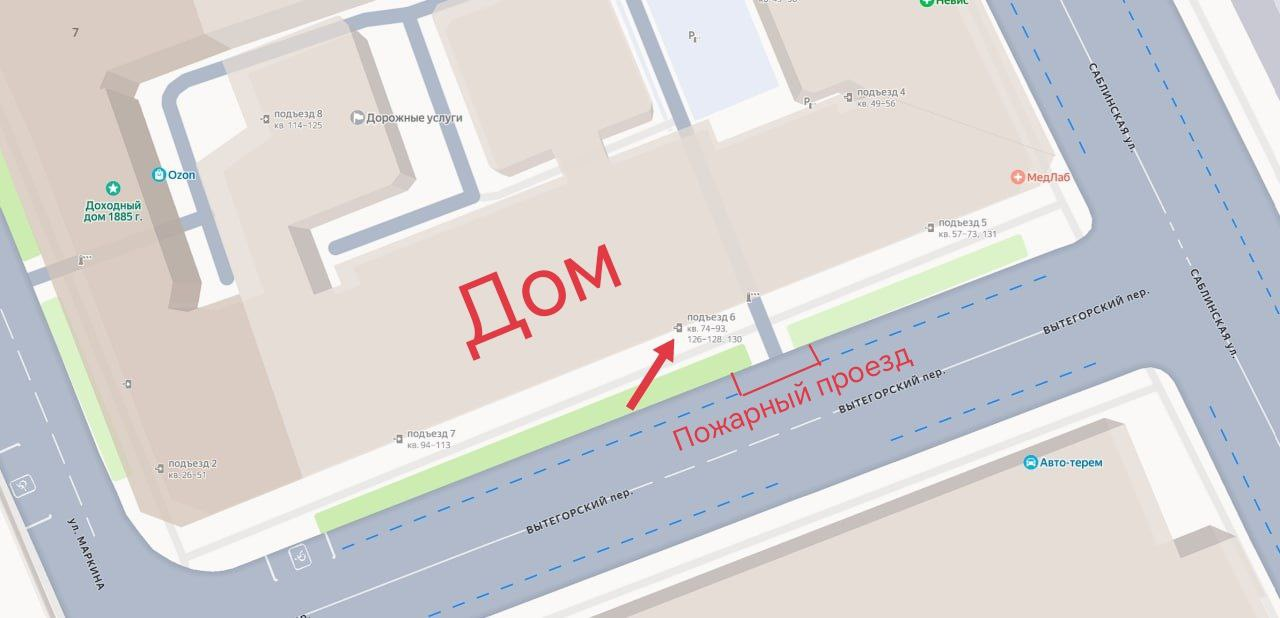 Невис
7
кв. 49-56
САБЛИНСКАЯ ул.
подъезд 4
подъезд 8
кв. 114-125
Дорожные услуги
Ozon
МедЛаб
Доходный
дом 1885 г.
подъезд 5
кв. 57-73, 131
Дом
САБЛИНСКАЯ ул.
подъезд 6
кв. 74-93,
126-128, 130
ВЫТЕГОРСКИЙ пер.
Пожарный проезд
ВЫТЕГОРСКИЙ пер.
подъезд 7
кв. 94-113
подъезд 2
кв. 26-51
Авто-терем
ВЫТЕГОРСКИЙ пер.
ул. МАРКИНА